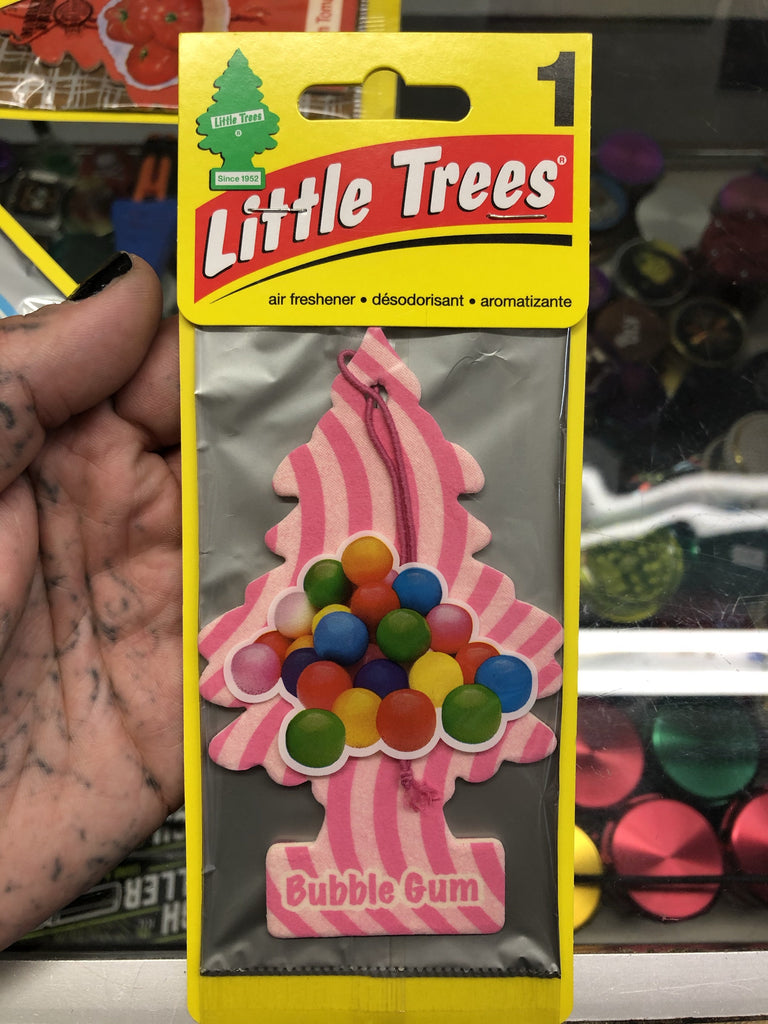 Little Trees
®
Since 1952
1
Little Trees®
air freshener • désodorisant • aromatizante
Bubble Gum